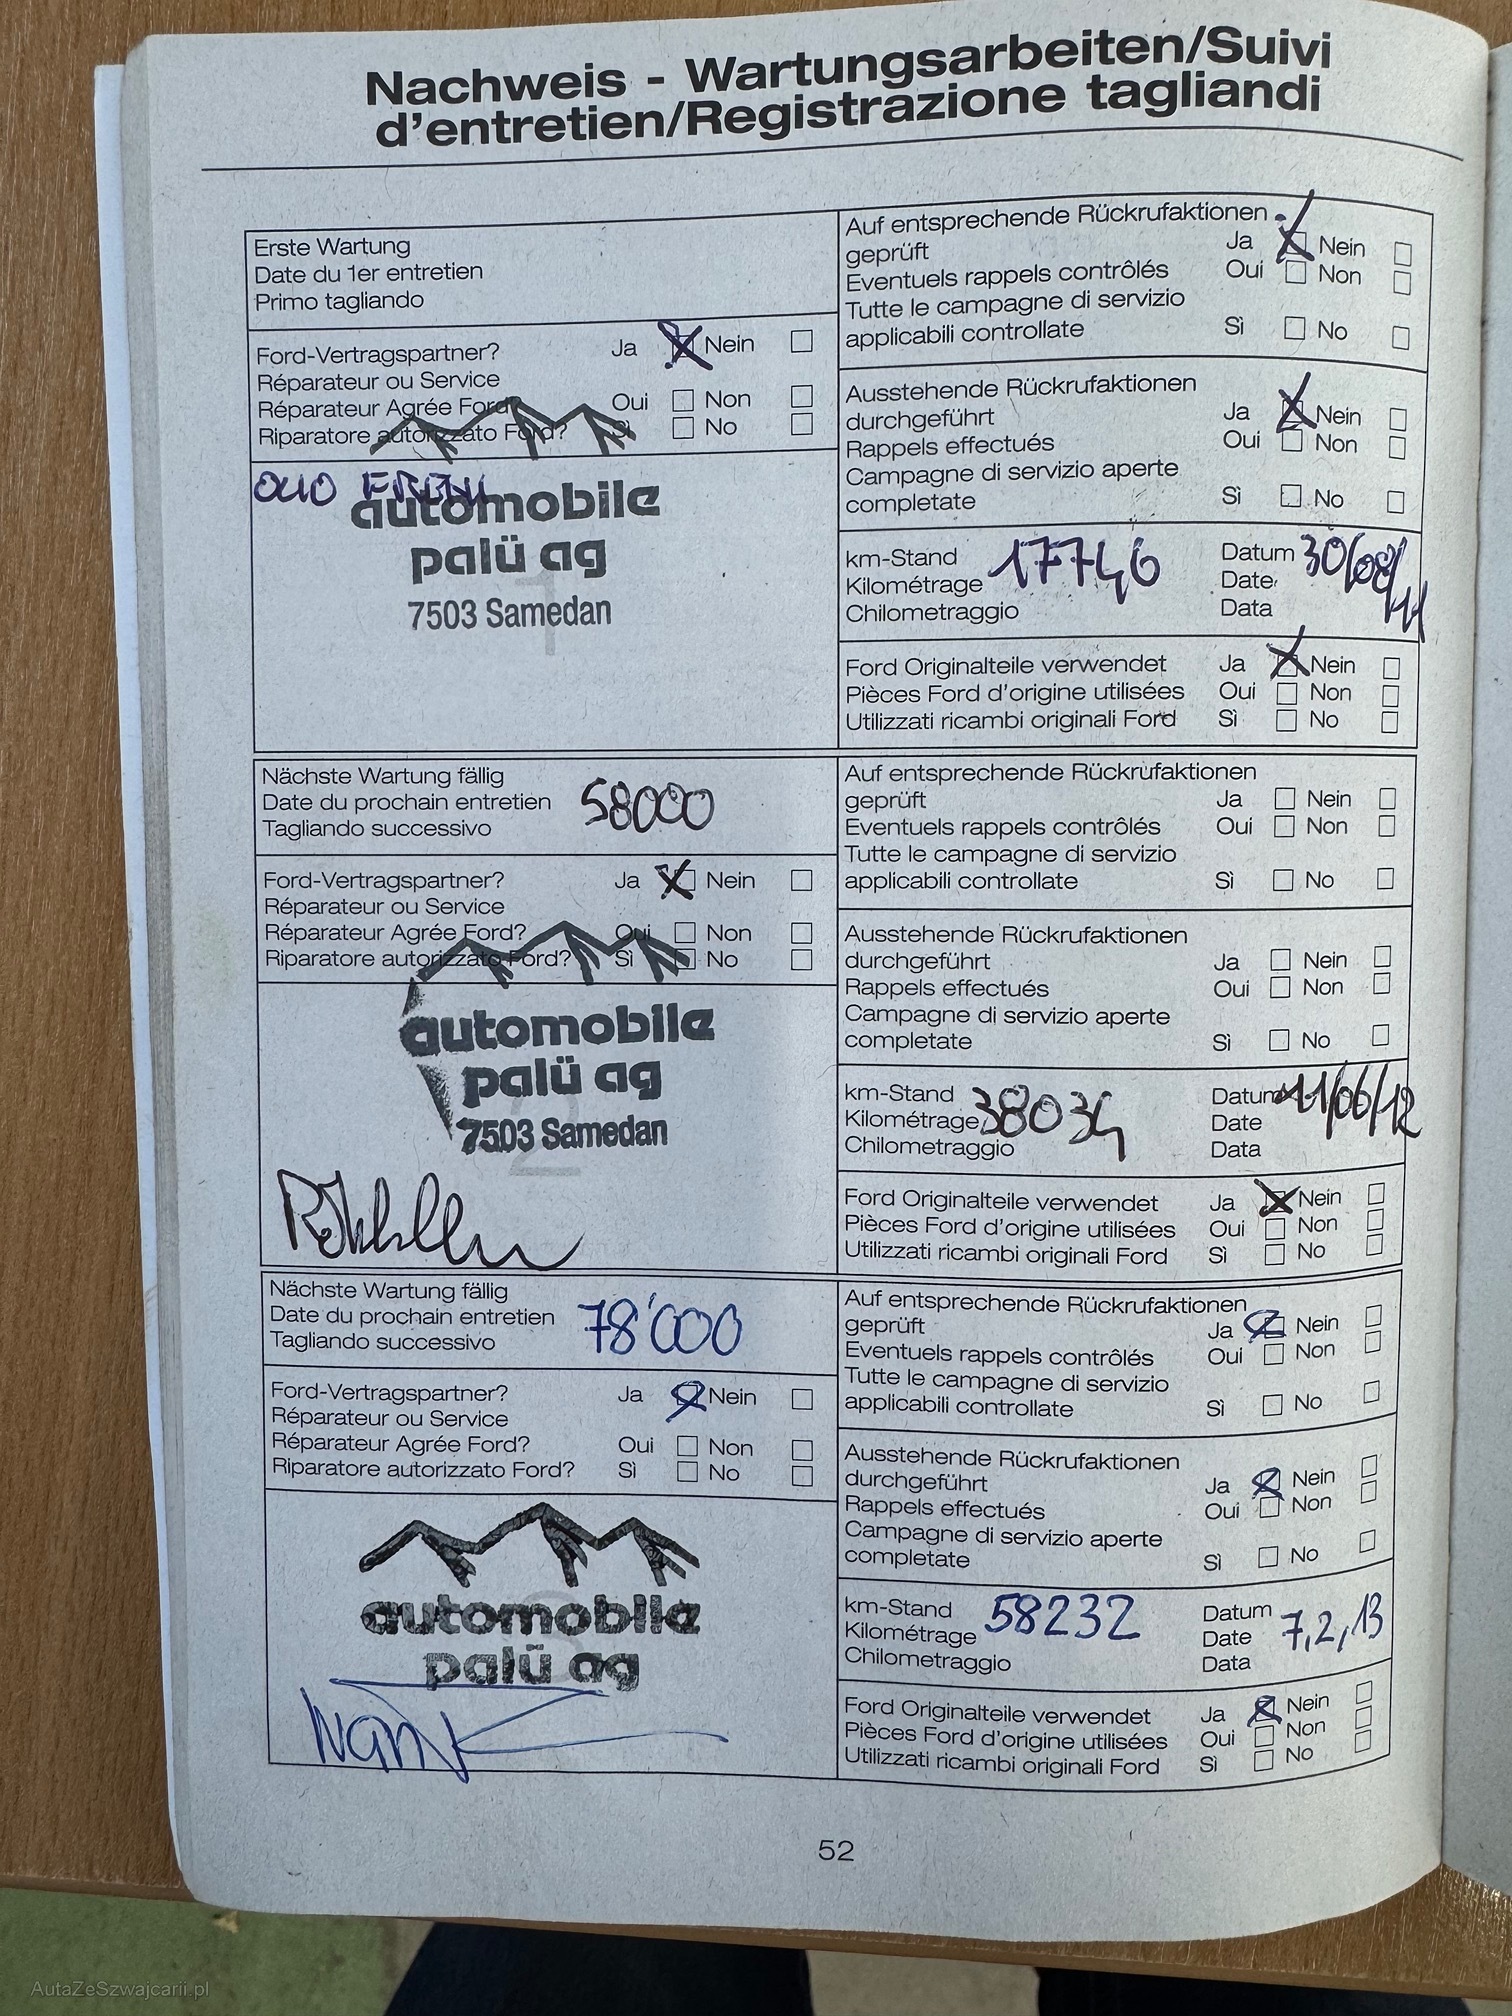 Nachweis - Wartungsarbeiten/Suivi
d'entretien/Registrazione tagliandi
Erste Wartung
Date du 1er entretien
Primo tagliando
Ford-Vertragspartner? Ja Nein
Réparateur ou Service
Réparateur Agrée Ford? Oui Non
Riparatore autorizzato Ford? Sì No
OLIO FRENI
automobile
palü ag
7503 Samedan
1
Auf entsprechende Rückrufaktionen
geprüft Ja Nein
Eventuels rappels contrôlés Oui Non
Tutte le campagne di servizio
applicabili controllate Sì No
Ausstehende Rückrufaktionen
durchgeführt Ja Nein
Rappels effectués Oui Non
Campagne di servizio aperte
completate Sì No
km-Stand 17746 Datum 30/08/11
Kilométrage Date
Chilometraggio Data
Ford Originalteile verwendet Ja Nein
Pièces Ford d'origine utilisées Oui Non
Utilizzati ricambi originali Ford Sì No
Nächste Wartung fällig
Date du prochain entretien 58000
Tagliando successivo
Ford-Vertragspartner? Ja Nein
Réparateur ou Service
Réparateur Agrée Ford? Oui Non
Riparatore autorizzato Ford? Sì No
automobile
palü ag
7503 Samedan
2
Auf entsprechende Rückrufaktionen
geprüft Ja Nein
Eventuels rappels contrôlés Oui Non
Tutte le campagne di servizio
applicabili controllate Sì No
Ausstehende Rückrufaktionen
durchgeführt Ja Nein
Rappels effectués Oui Non
Campagne di servizio aperte
completate Sì No
km-Stand 38034 Datum 11/06/12
Kilométrage Date
Chilometraggio Data
Ford Originalteile verwendet Ja Nein
Pièces Ford d'origine utilisées Oui Non
Utilizzati ricambi originali Ford Sì No
Nächste Wartung fällig
Date du prochain entretien 78'000
Tagliando successivo
Ford-Vertragspartner? Ja Nein
Réparateur ou Service
Réparateur Agrée Ford? Oui Non
Riparatore autorizzato Ford? Sì No
automobile
palü ag
3
Auf entsprechende Rückrufaktionen
geprüft Ja Nein
Eventuels rappels contrôlés Oui Non
Tutte le campagne di servizio
applicabili controllate Sì No
Ausstehende Rückrufaktionen
durchgeführt Ja Nein
Rappels effectués Oui Non
Campagne di servizio aperte
completate Sì No
km-Stand 58232 Datum 7,2,13
Kilométrage Date
Chilometraggio Data
Ford Originalteile verwendet Ja Nein
Pièces Ford d'origine utilisées Oui Non
Utilizzati ricambi originali Ford Sì No
52
AutaZeSzwajcarii.pl